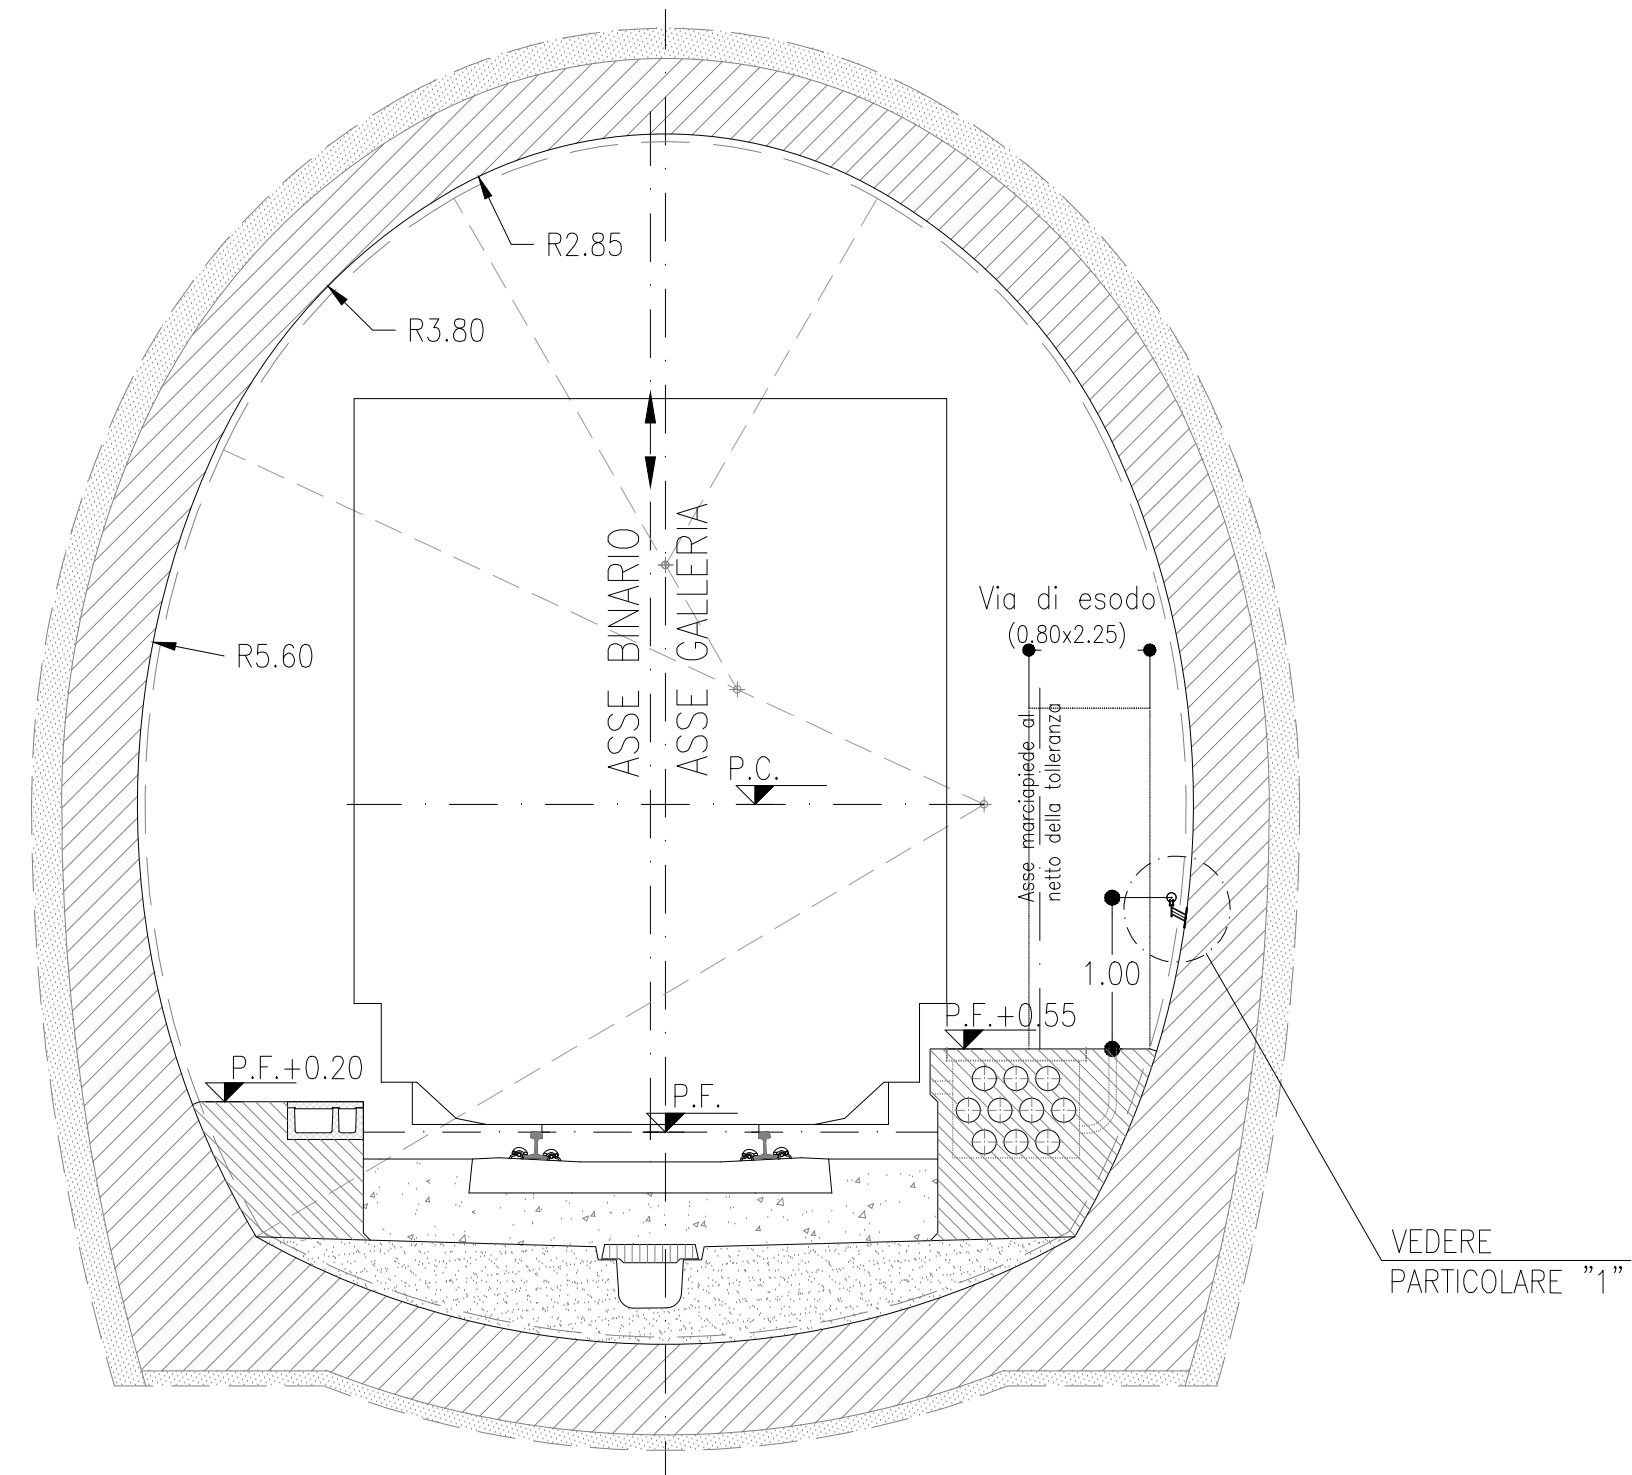 R2.85
R3.80
ASSE BINARIO
ASSE GALLERIA
Via di esodo
(0.80x2.25)
R5.60
Asse marciapiede al
netto della tolleranza
P.C.
1.00
P.F.+0.55
P.F.+0.20
P.F.
VEDERE
PARTICOLARE "1"